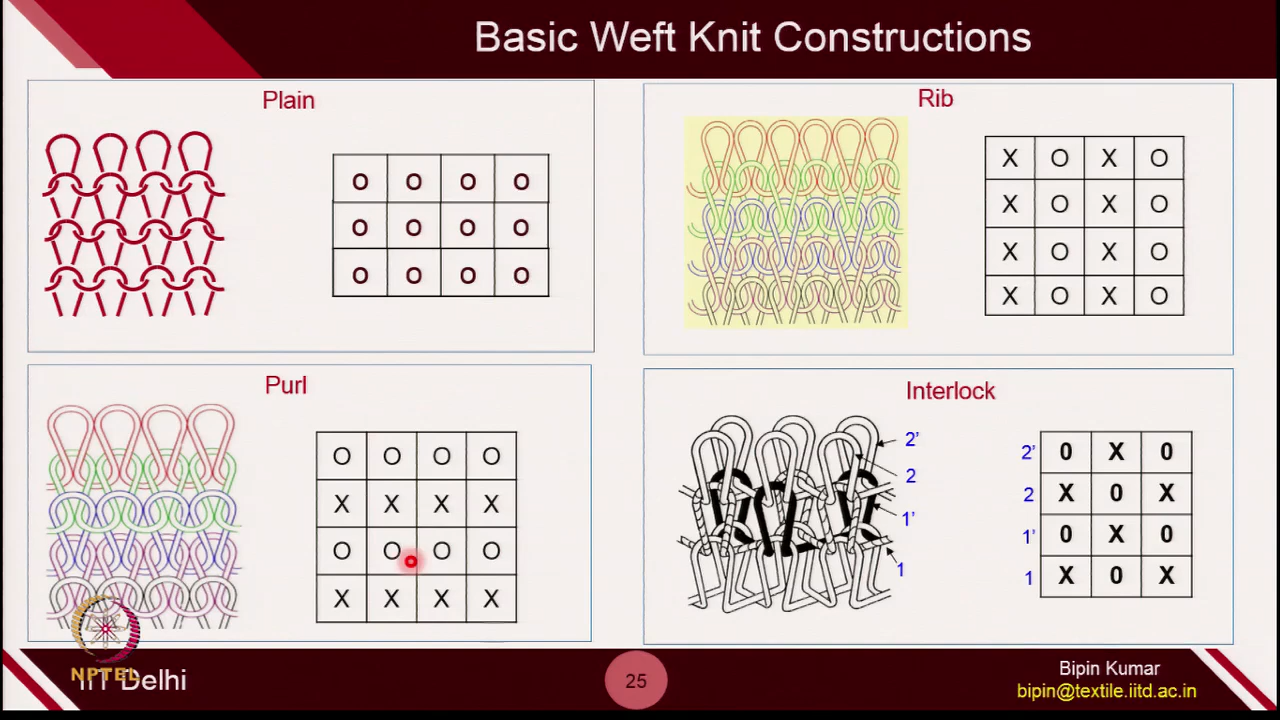 Basic Weft Knit Constructions
Plain
O O O O
O O O O
O O O O
Rib
X O X O
X O X O
X O X O
X O X O
Purl
O O O O
X X X X
O O O O
X X X X
Interlock
2'
2
1'
1
2' 0 X 0
2 X 0 X
1' 0 X 0
1 X 0 X
NPTEL
IIT Delhi
25
Bipin Kumar
bipin@textile.iitd.ac.in